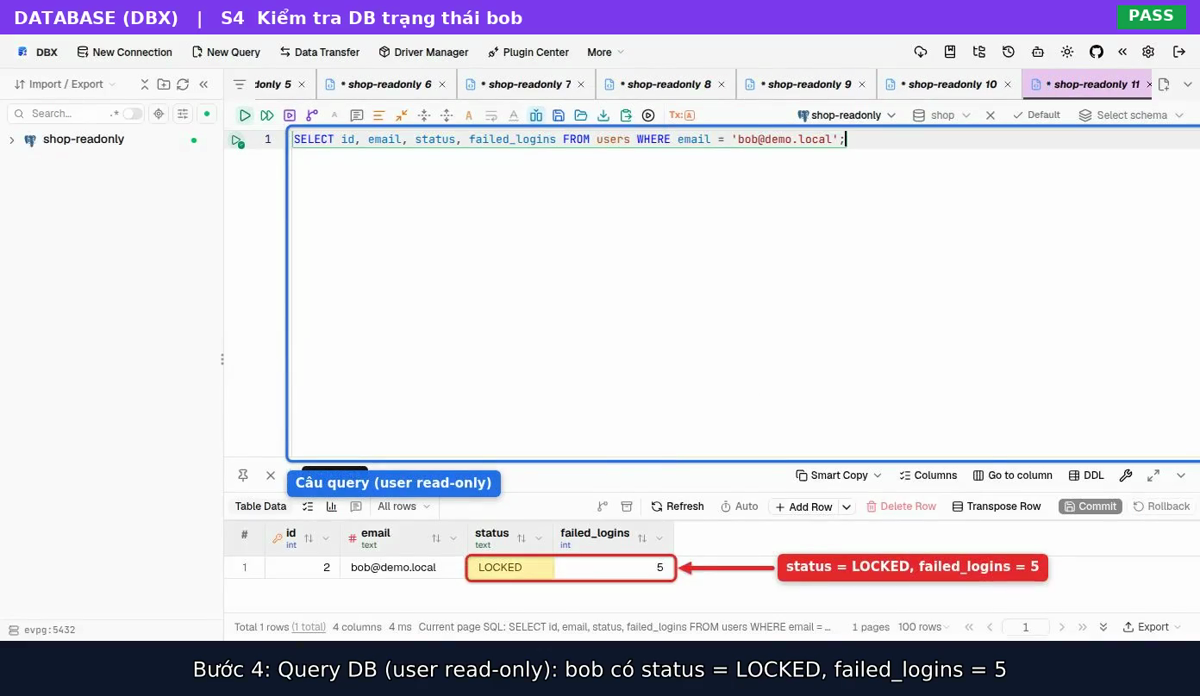 DATABASE (DBX) | S4 Kiểm tra DB trạng thái bob
PASS
DBX New Connection New Query Data Transfer Driver Manager Plugin Center More
Import / Export
donly 5 * shop-readonly 6 * shop-readonly 7 * shop-readonly 8 * shop-readonly 9 * shop-readonly 10 * shop-readonly 11
Search... .*
Tx: A shop-readonly shop Default Select schema
shop-readonly
1 SELECT id, email, status, failed_logins FROM users WHERE email = 'bob@demo.local';
Câu query (user read-only)
Smart Copy Columns Go to column DDL
Table Data All rows Refresh Auto Add Row Delete Row Transpose Row Commit Rollback
# id email status failed_logins
int text text int
1 2 bob@demo.local LOCKED 5
status = LOCKED, failed_logins = 5
Total 1 rows (1 total) 4 columns 4 ms Current page SQL: SELECT id, email, status, failed_logins FROM users WHERE email = ... 1 pages 100 rows 1 Export
evpg:5432
Bước 4: Query DB (user read-only): bob có status = LOCKED, failed_logins = 5